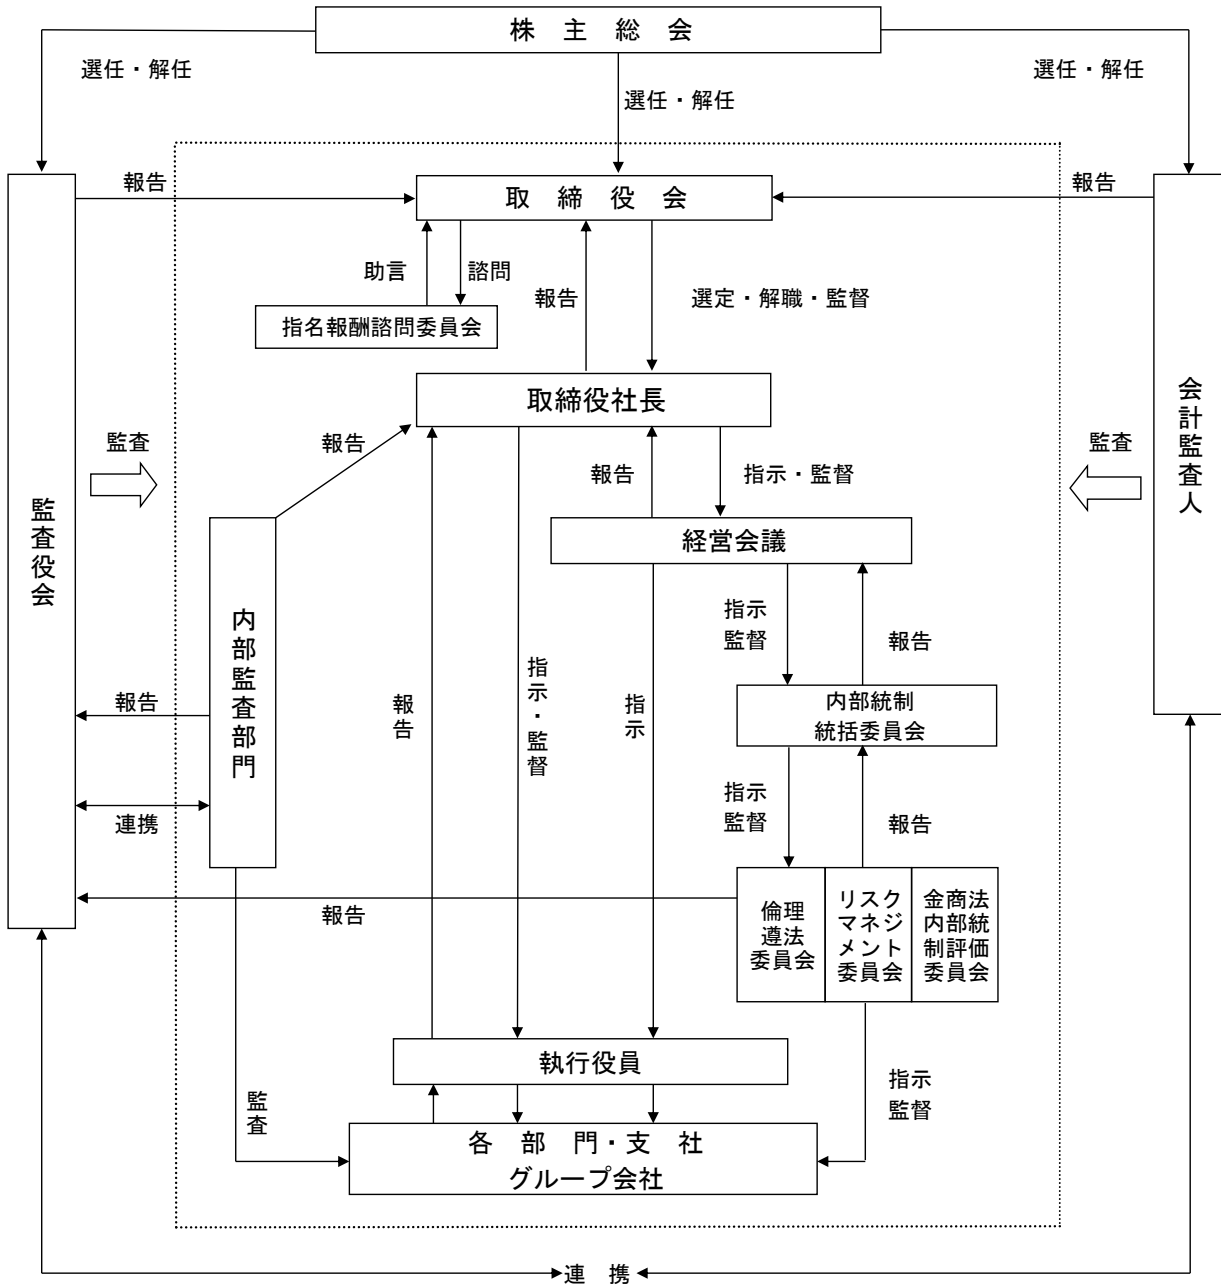 株 主 総 会
選任・解任
選任・解任
選任・解任
報告
取 締 役 会
報告
助言
諮問
報告
選定・解職・監督
指名報酬諮問委員会
取締役社長
会計監査人
監査
報告
報告
指示・監督
監査
監査役会
経営会議
内部監査部門
指示
監督
報告
報告
報告
指示・監督
指示
内部統制
統括委員会
連携
指示
監督
報告
報告
倫理
遵法
委員会
リスク
マネジ
メント
委員会
金商法
内部統
制評価
委員会
執行役員
指示
監督
監査
各 部 門・支 社
グループ会社
連 携